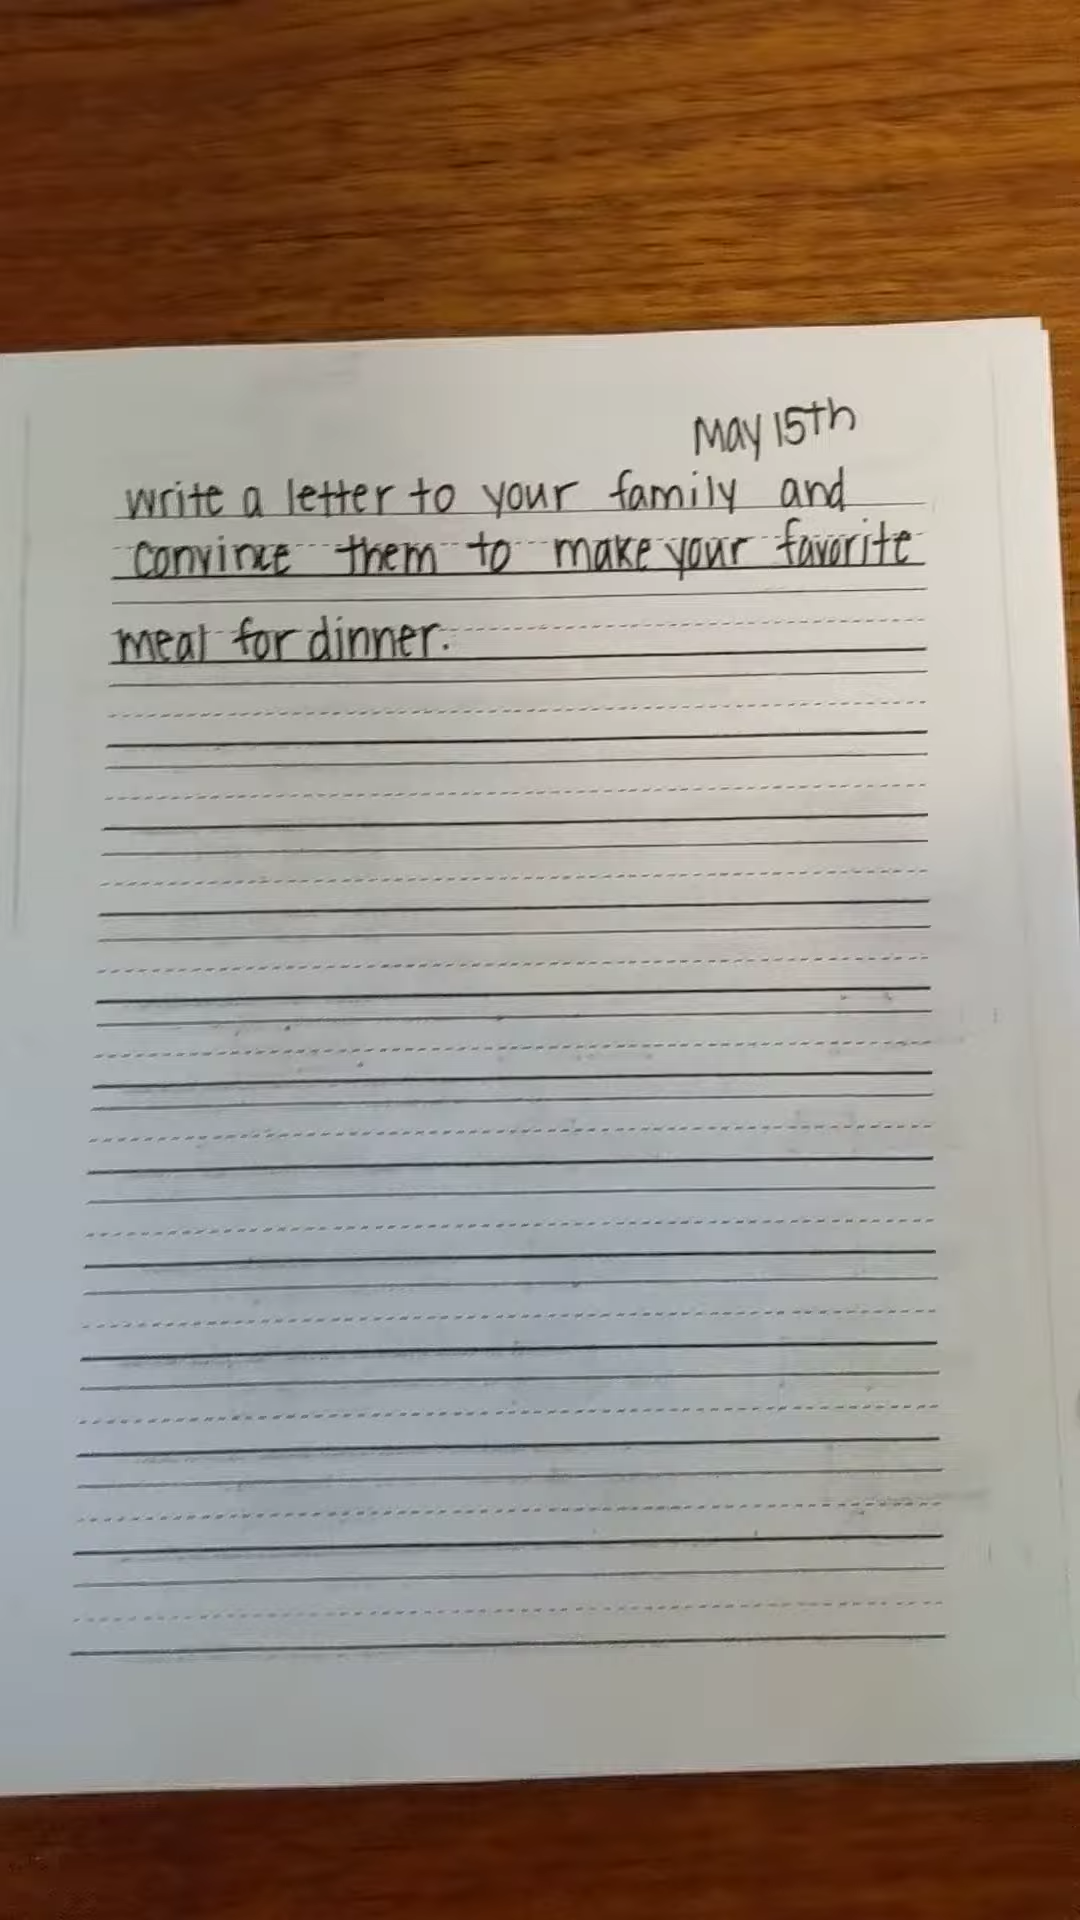 May 15th
write a letter to your family and
convince them to make your favorite
meal for dinner.